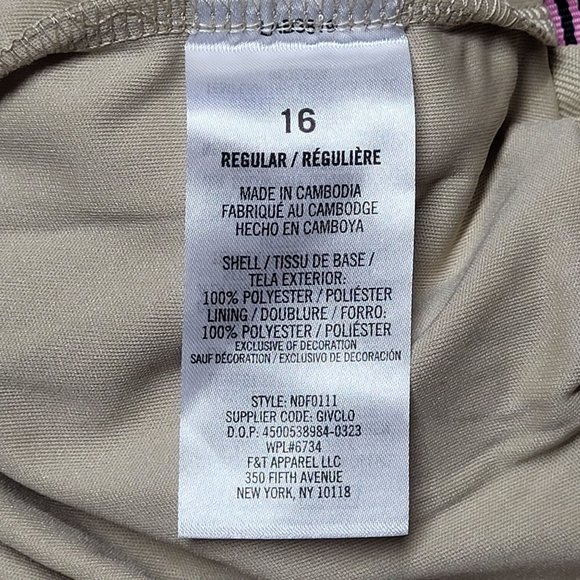 16
REGULAR / RÉGULIÈRE
MADE IN CAMBODIA
FABRIQUÉ AU CAMBODGE
HECHO EN CAMBOYA
SHELL / TISSU DE BASE /
TELA EXTERIOR:
100% POLYESTER / POLIÉSTER
LINING / DOUBLURE / FORRO:
100% POLYESTER / POLIÉSTER
EXCLUSIVE OF DECORATION
SAUF DÉCORATION / EXCLUSIVO DE DECORACIÓN
STYLE: NDF0111
SUPPLIER CODE: GIVCLO
D.O.P: 4500538984-0323
WPL#6734
F&T APPAREL LLC
350 FIFTH AVENUE
NEW YORK, NY 10118